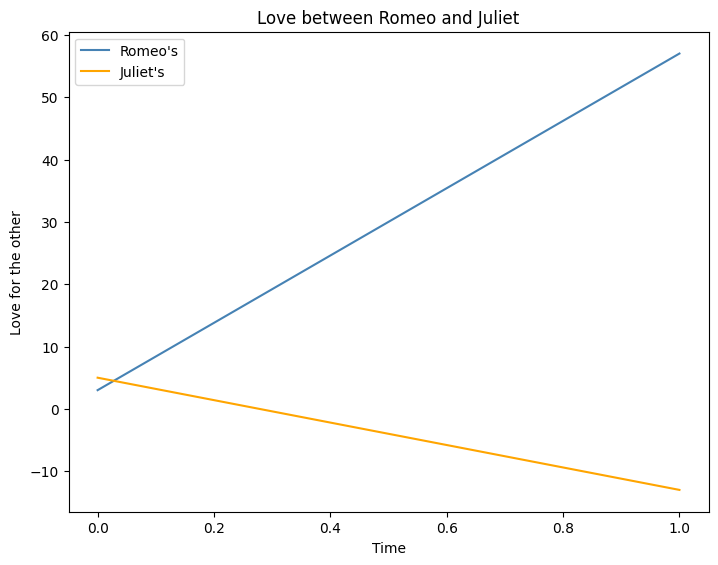 Love between Romeo and Juliet
Romeo's
Juliet's
Love for the other
60
50
40
30
20
10
0
−10
0.0 0.2 0.4 0.6 0.8 1.0
Time